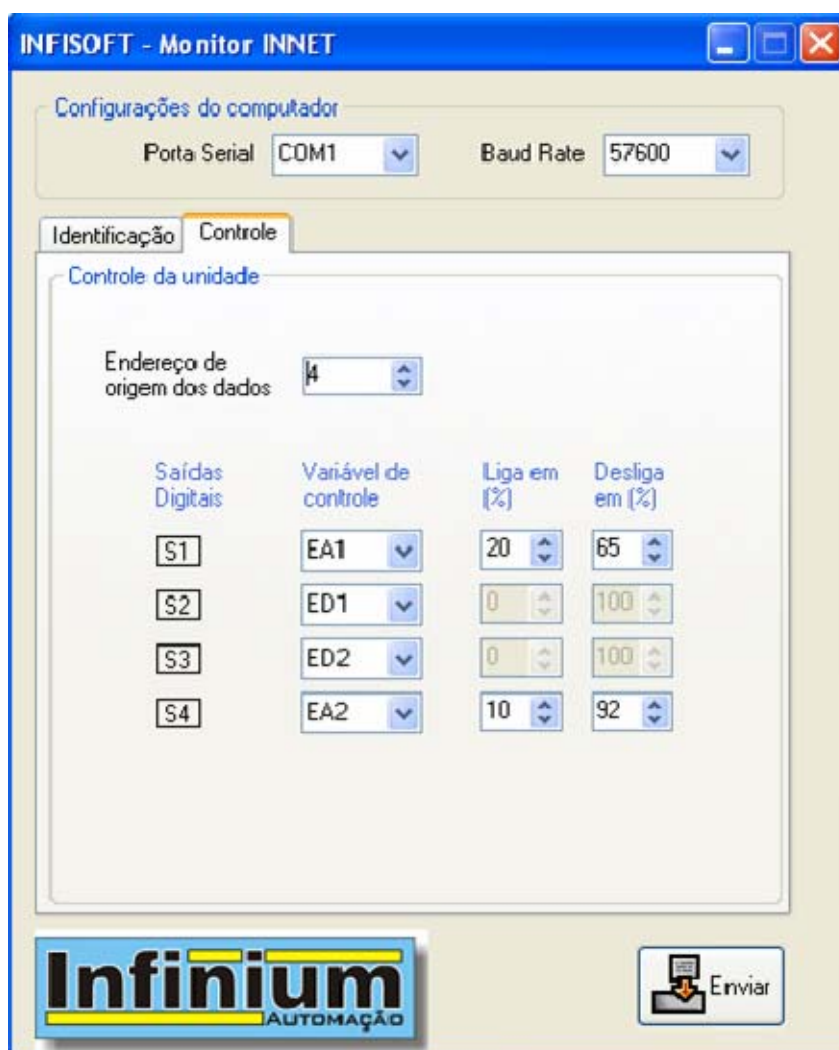 INFISOFT - Monitor INNET
Configurações do computador
Porta Serial COM1 Baud Rate 57600
Identificação Controle
Controle da unidade
Endereço de
origem dos dados 4
Saídas Variável de Liga em Desliga
Digitais controle (%) em (%)
S1 EA1 20 65
S2 ED1 0 100
S3 ED2 0 100
S4 EA2 10 92
Infinium
AUTOMAÇÃO
Enviar